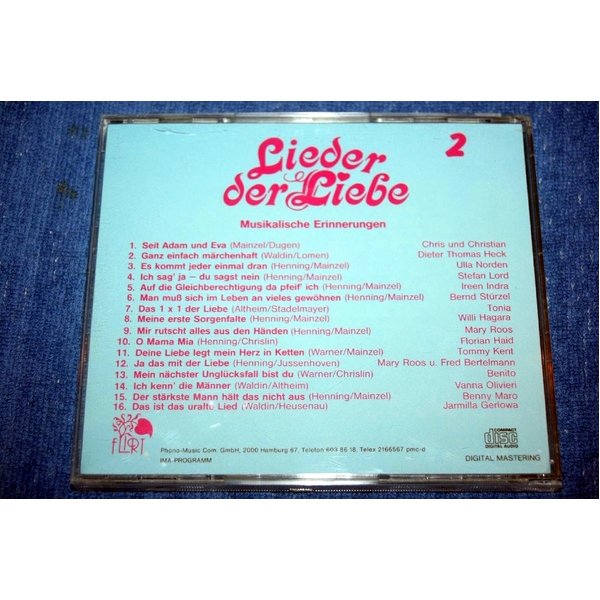 Lieder der Liebe
2
Musikalische Erinnerungen
1. Seit Adam und Eva (Mainzel/Dugen) Chris und Christian
2. Ganz einfach märchenhaft (Waldin/Lomen) Dieter Thomas Heck
3. Es kommt jeder einmal dran (Henning/Mainzel) Ulla Norden
4. Ich sag' ja – du sagst nein (Henning/Mainzel) Stefan Lord
5. Auf die Gleichberechtigung da pfeif' ich (Henning/Mainzel) Ireen Indra
6. Man muß sich im Leben an vieles gewöhnen (Henning/Mainzel) Bernd Stürzel
7. Das 1 x 1 der Liebe (Altheim/Stadelmayer) Tonia
8. Meine erste Sorgenfalte (Henning/Mainzel) Willi Hagara
9. Mir rutscht alles aus den Händen (Henning/Mainzel) Mary Roos
10. O Mama Mia (Henning/Chrislin) Florian Haid
11. Deine Liebe legt mein Herz in Ketten (Warner/Mainzel) Tommy Kent
12. Ja das mit der Liebe (Henning/Jussenhoven) Mary Roos u. Fred Bertelmann
13. Mein nächster Unglücksfall bist du (Warner/Chrislin) Benito
14. Ich kenn' die Männer (Waldin/Altheim) Vanna Olivieri
15. Der stärkste Mann hält das nicht aus (Henning/Mainzel) Benny Maro
16. Das ist das uralte Lied (Waldin/Heusenau) Jarmilla Gerlowa
FLIRT
Phono-Music Com. GmbH, 2000 Hamburg 67, Telefon 603 86 18, Telex 2166567 pmc-d
IMA-PROGRAMM
COMPACT
disc
DIGITAL AUDIO
DIGITAL MASTERING